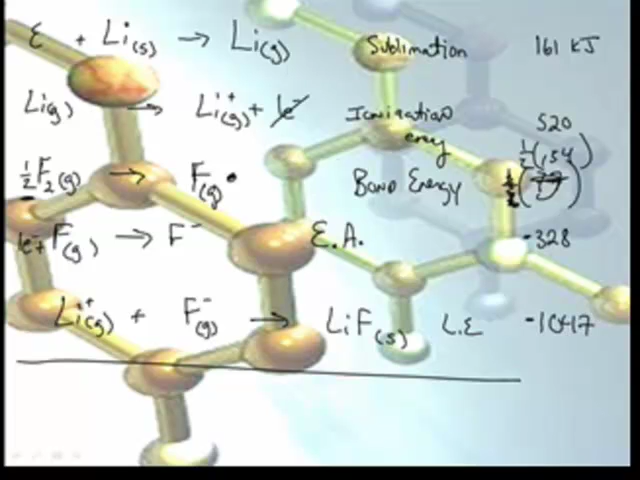 E + Li(s) → Li(g) Sublimation 161 KJ
Li(g) → Li⁺(g) + 1e⁻ Ionization energy 520
½F₂(g) → F(g)• Bond Energy ½(154)
1e⁻ + F(g) → F⁻ E.A. -328
Li⁺(g) + F⁻(g) → LiF(s) L.E -1047